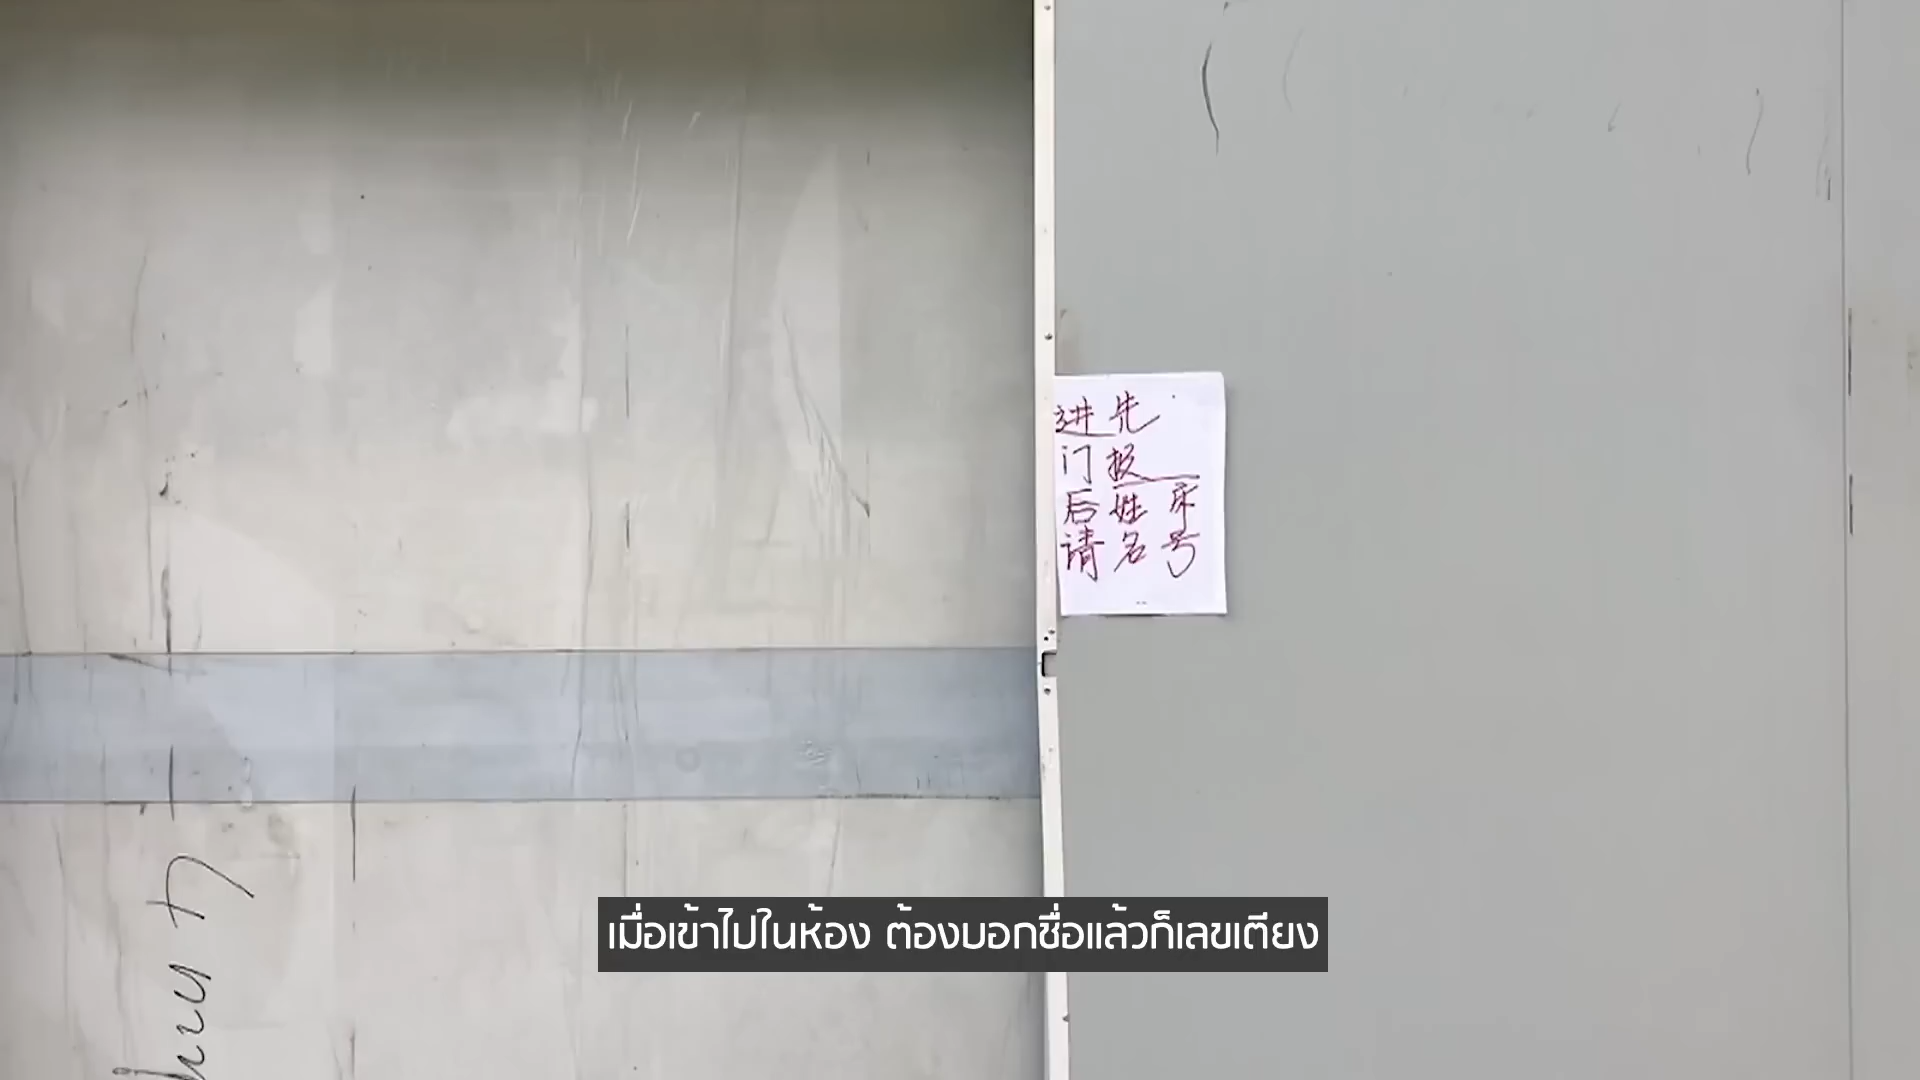 进门后请
先报姓名
床号
เมื่อเข้าไปในห้อง ต้องบอกชื่อแล้วก็เลขเตียง